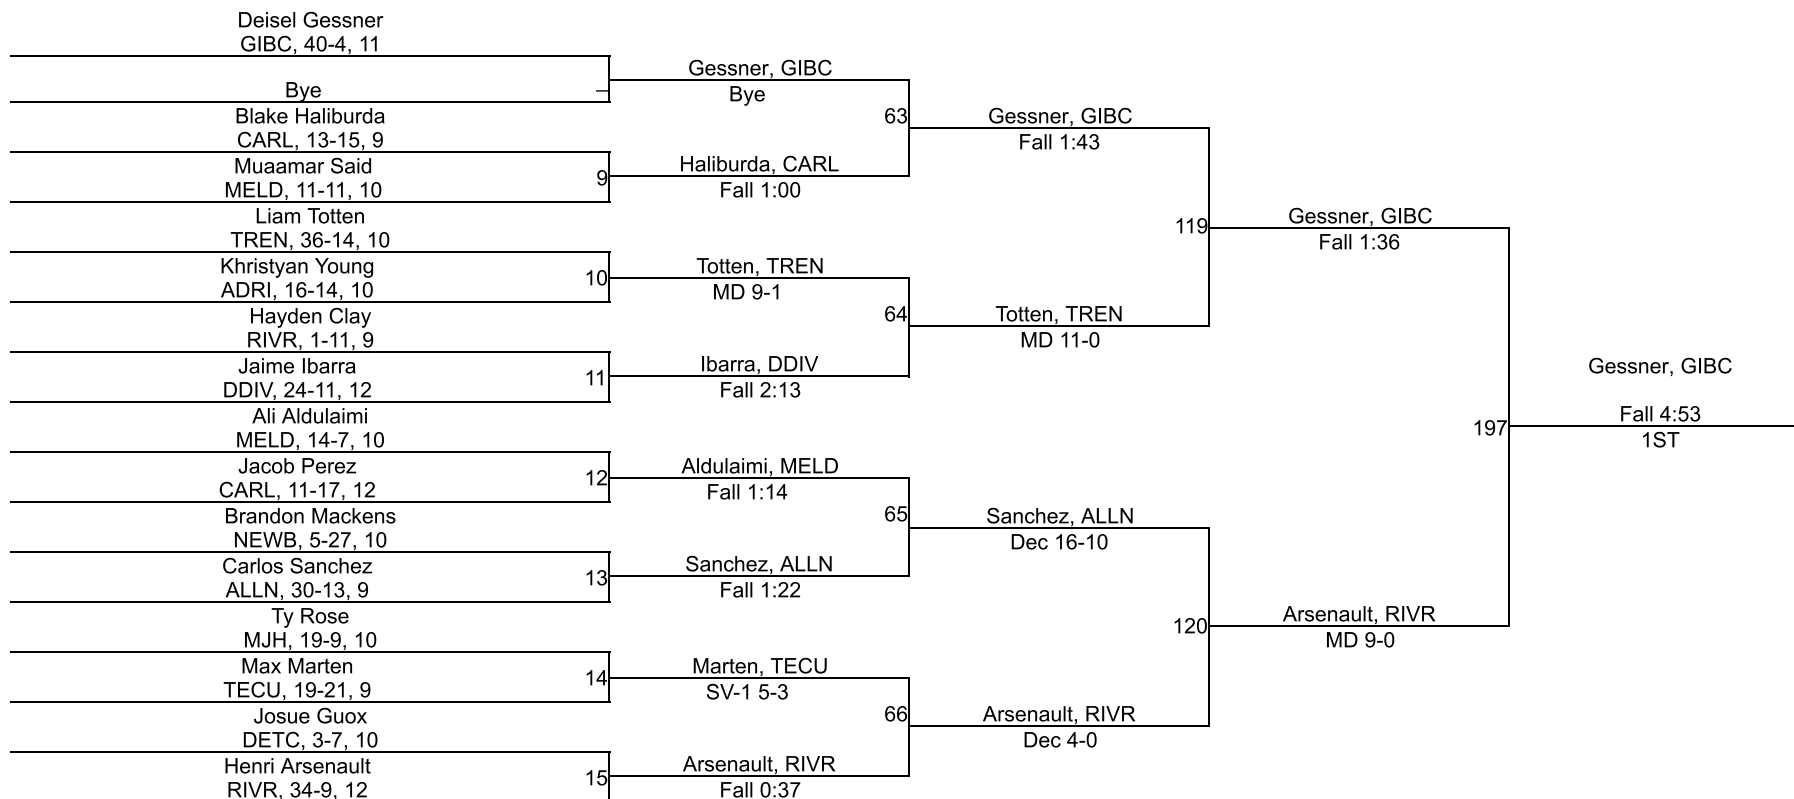 Deisel Gessner
GIBC, 40-4, 11
Bye
Blake Haliburda
CARL, 13-15, 9
Muaamar Said
MELD, 11-11, 10
Liam Totten
TREN, 36-14, 10
Khristyan Young
ADRI, 16-14, 10
Hayden Clay
RIVR, 1-11, 9
Jaime Ibarra
DDIV, 24-11, 12
Ali Aldulaimi
MELD, 14-7, 10
Jacob Perez
CARL, 11-17, 12
Brandon Mackens
NEWB, 5-27, 10
Carlos Sanchez
ALLN, 30-13, 9
Ty Rose
MJH, 19-9, 10
Max Marten
TECU, 19-21, 9
Josue Guox
DETC, 3-7, 10
Henri Arsenault
RIVR, 34-9, 12
9
10
11
12
13
14
15
Gessner, GIBC
Bye
Haliburda, CARL
Fall 1:00
Totten, TREN
MD 9-1
Ibarra, DDIV
Fall 2:13
Aldulaimi, MELD
Fall 1:14
Sanchez, ALLN
Fall 1:22
Marten, TECU
SV-1 5-3
Arsenault, RIVR
Fall 0:37
63
64
65
66
Gessner, GIBC
Fall 1:43
Totten, TREN
MD 11-0
Sanchez, ALLN
Dec 16-10
Arsenault, RIVR
Dec 4-0
119
120
Gessner, GIBC
Fall 1:36
Arsenault, RIVR
MD 9-0
197
Gessner, GIBC
Fall 4:53
1ST